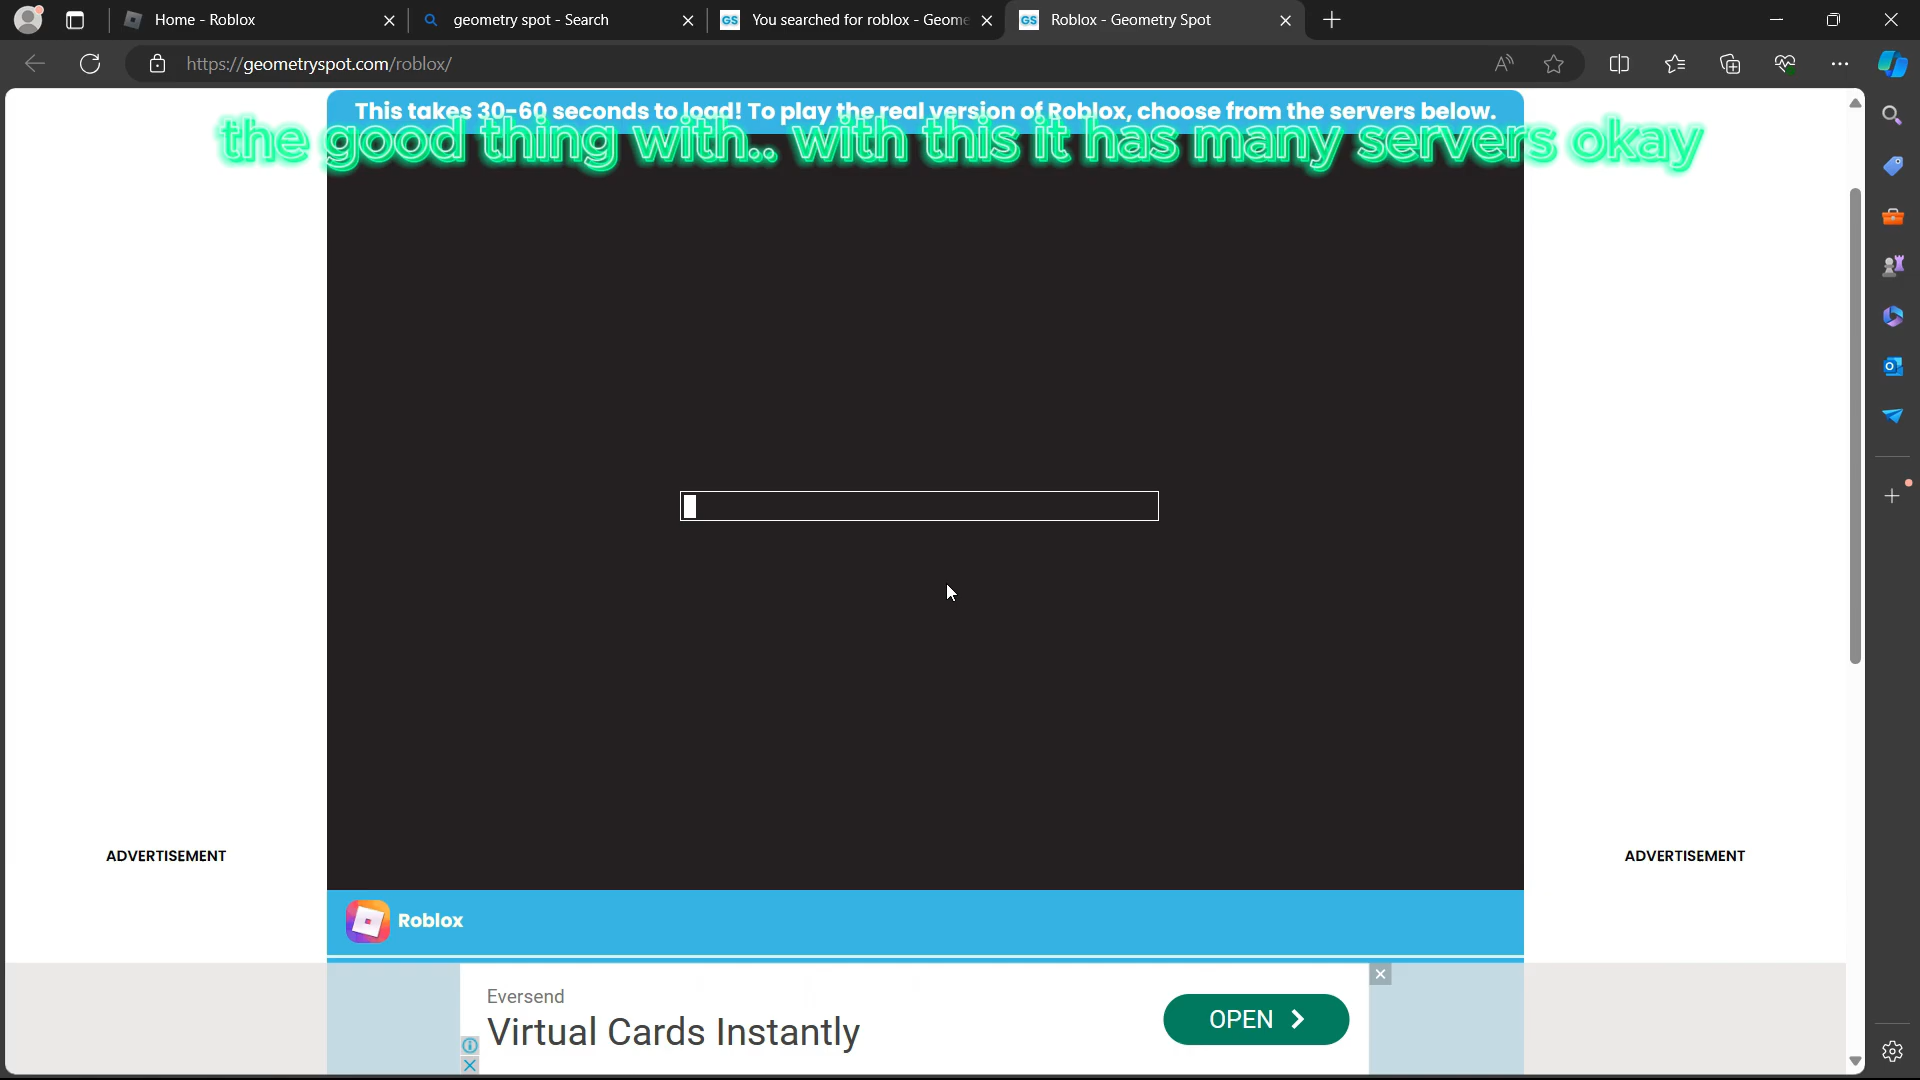 Home - Roblox
geometry spot - Search
You searched for roblox - Geome
Roblox - Geometry Spot
https://geometryspot.com/roblox/
This takes 30-60 seconds to load! To play the real version of Roblox, choose from the servers below.
the good thing with.. with this it has many servers okay
ADVERTISEMENT
ADVERTISEMENT
Roblox
Eversend
Virtual Cards Instantly
OPEN